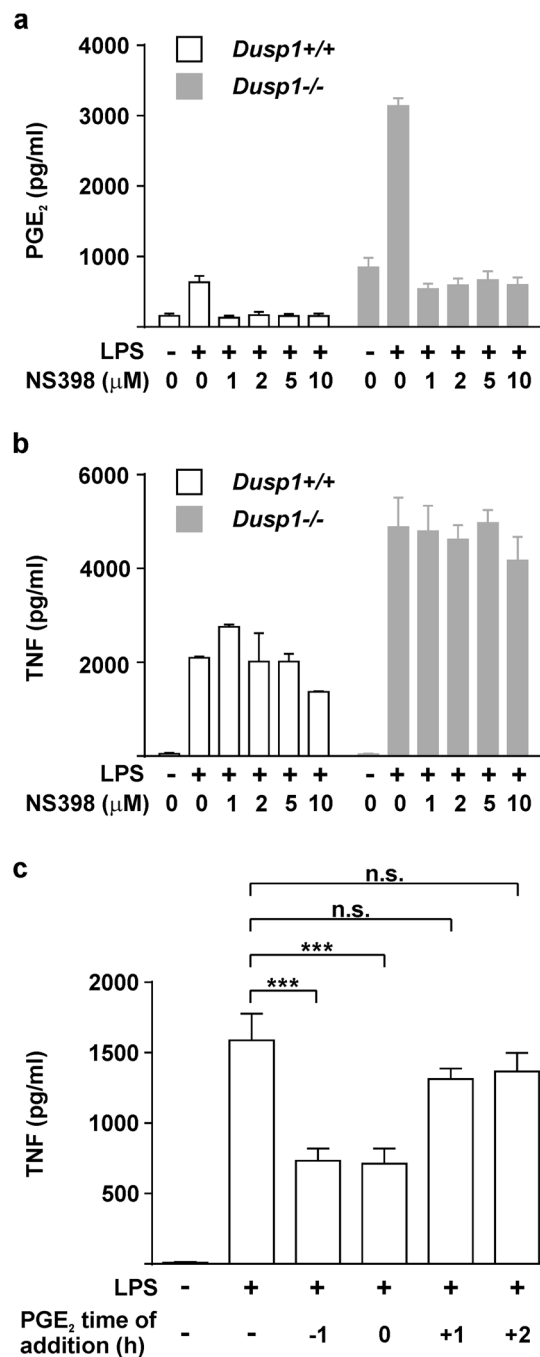 a
4000
3000
2000
1000
0
PGE₂ (pg/ml)
Dusp1+/+
Dusp1-/-
LPS - + + + + + - + + + + +
NS398 (μM) 0 0 1 2 5 10 0 0 1 2 5 10
b
6000
4000
2000
0
TNF (pg/ml)
Dusp1+/+
Dusp1-/-
LPS - + + + + + - + + + + +
NS398 (μM) 0 0 1 2 5 10 0 0 1 2 5 10
c
n.s.
n.s.
***
***
2000
1500
1000
500
TNF (pg/ml)
LPS - + + + + +
PGE₂ time of
addition (h) - - -1 0 +1 +2